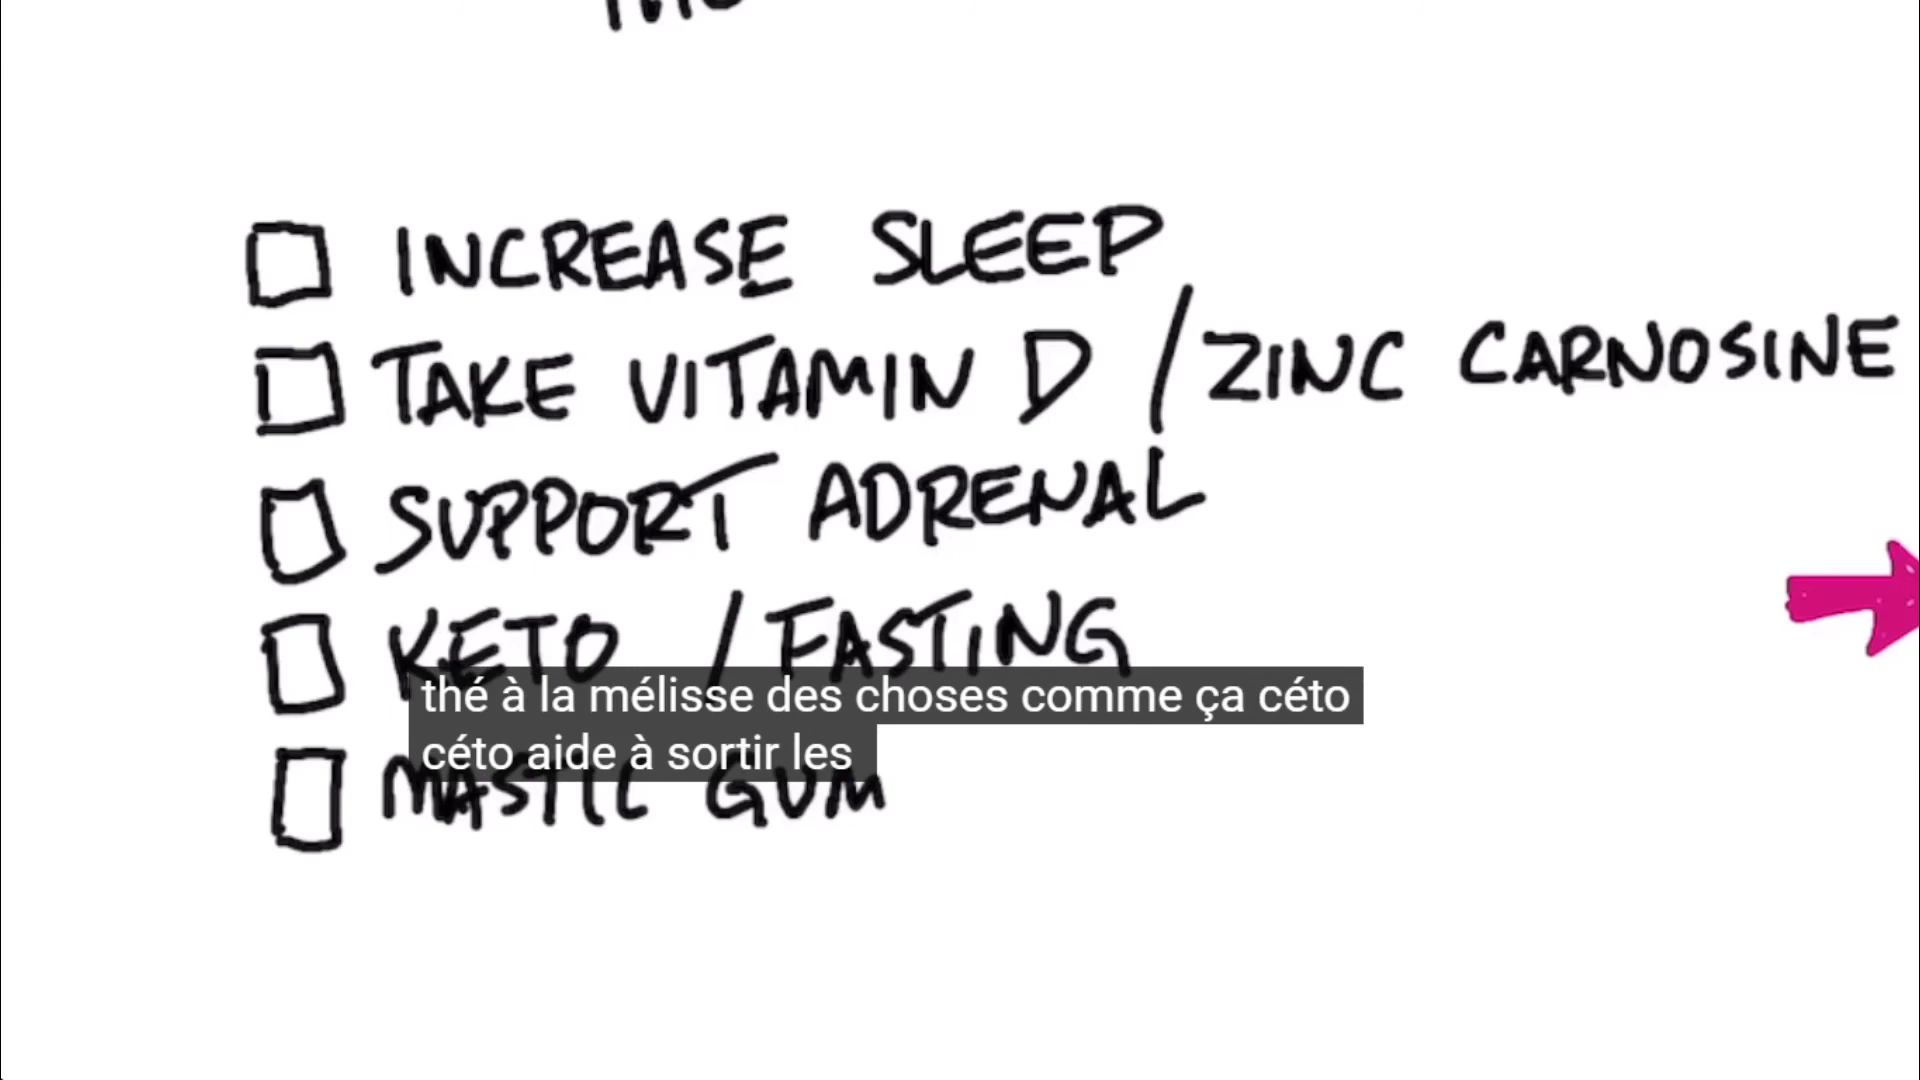 INCREASE SLEEP
TAKE VITAMIN D / ZINC CARNOSINE
SUPPORT ADRENAL
KETO / FASTING
thé à la mélisse des choses comme ça céto
céto aide à sortir les
MASTIC GUM